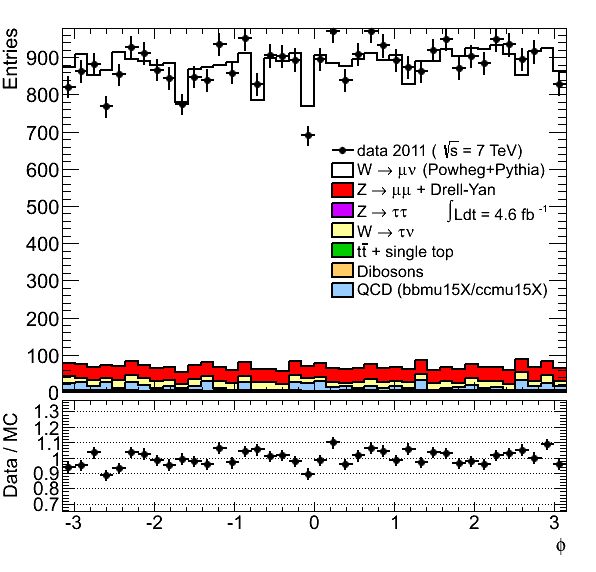 Entries
900
800
700
600
500
400
300
200
100
0
data 2011 ( √s = 7 TeV)
W → μν (Powheg+Pythia)
Z → μμ + Drell-Yan
Z → ττ
∫Ldt = 4.6 fb⁻¹
W → τν
tt̅ + single top
Dibosons
QCD (bbmu15X/ccmu15X)
Data / MC
1.3
1.2
1.1
1
0.9
0.8
0.7
-3 -2 -1 0 1 2 3
ϕ